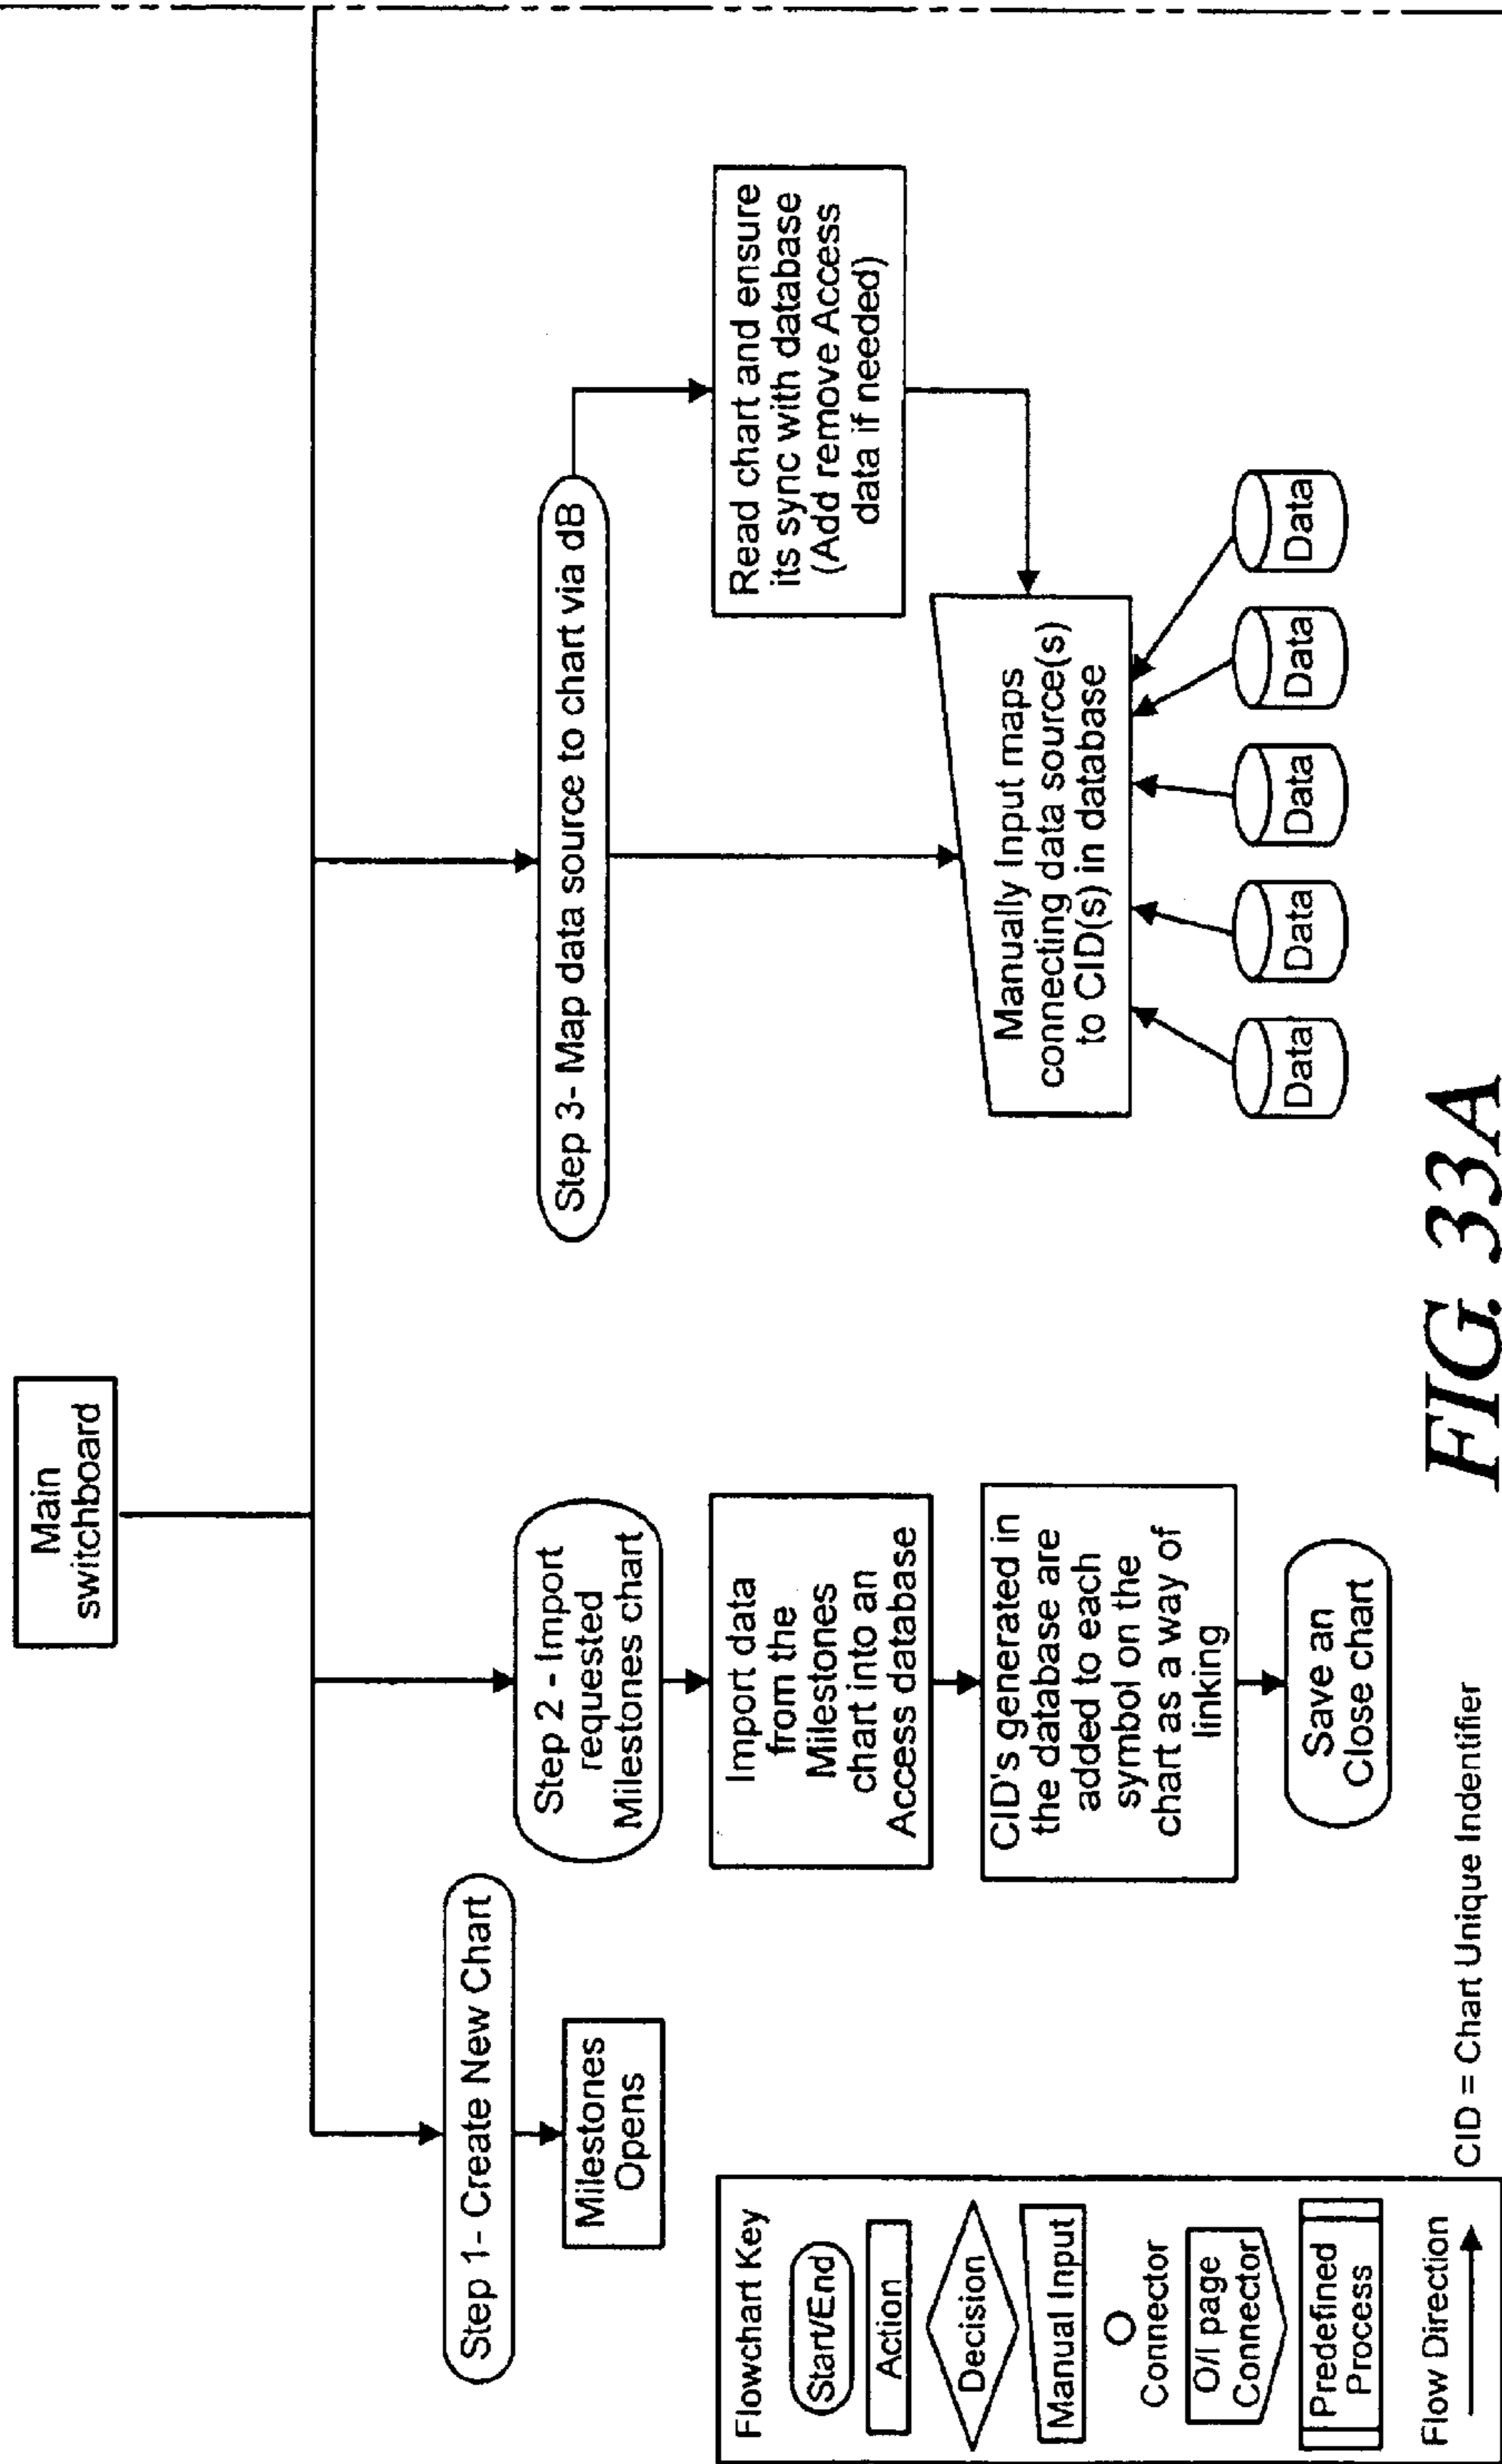 Main
switchboard
Step 1- Create New Chart
Milestones
Opens
Step 2 - Import
requested
Milestones chart
Import data
from the
Milestones
chart into an
Access database
CID's generated in
the database are
added to each
symbol on the
chart as a way of
linking
Save an
Close chart
Step 3- Map data source to chart via dB
Read chart and ensure
its sync with database
(Add remove Access
data if needed)
Manually Input maps
connecting data source(s)
to CID(s) in database
Data
Data
Data
Data
Data
Flowchart Key
Start/End
Action
Decision
Manual Input
Connector
O/I page
Connector
Predefined
Process
Flow Direction
CID = Chart Unique Indentifier
FIG. 33A